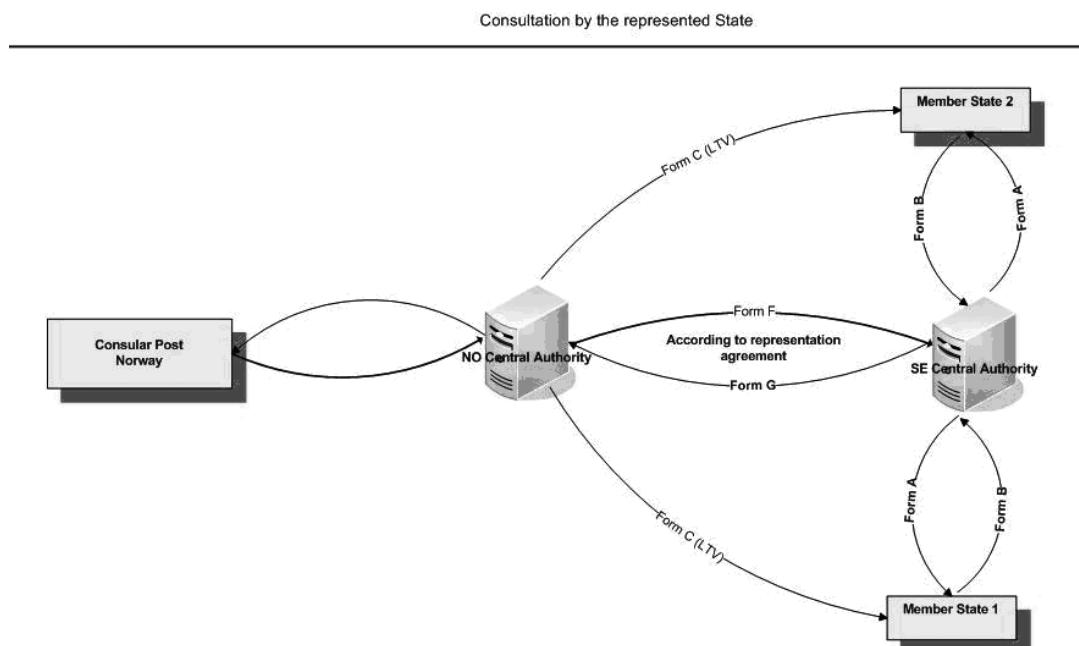 Consultation by the represented State
Member State 2
Form C (LTV)
Form B
Form A
Form F
According to representation
agreement
Form G
Consular Post
Norway
NO Central Authority
SE Central Authority
Form A
Form B
Form C (LTV)
Member State 1